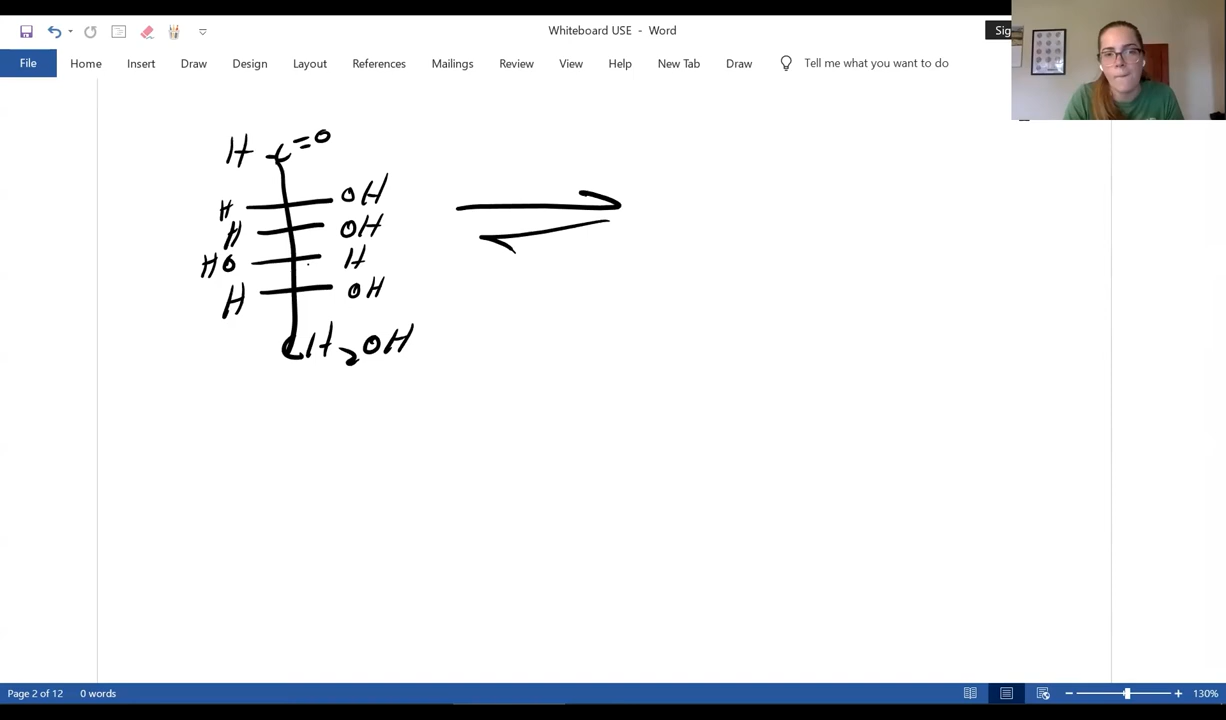 Whiteboard USE - Word
File Home Insert Draw Design Layout References Mailings Review View Help New Tab Draw Tell me what you want to do
H C=O
H OH
H OH
HO H
H OH
CH2OH
Page 2 of 12 0 words 130%